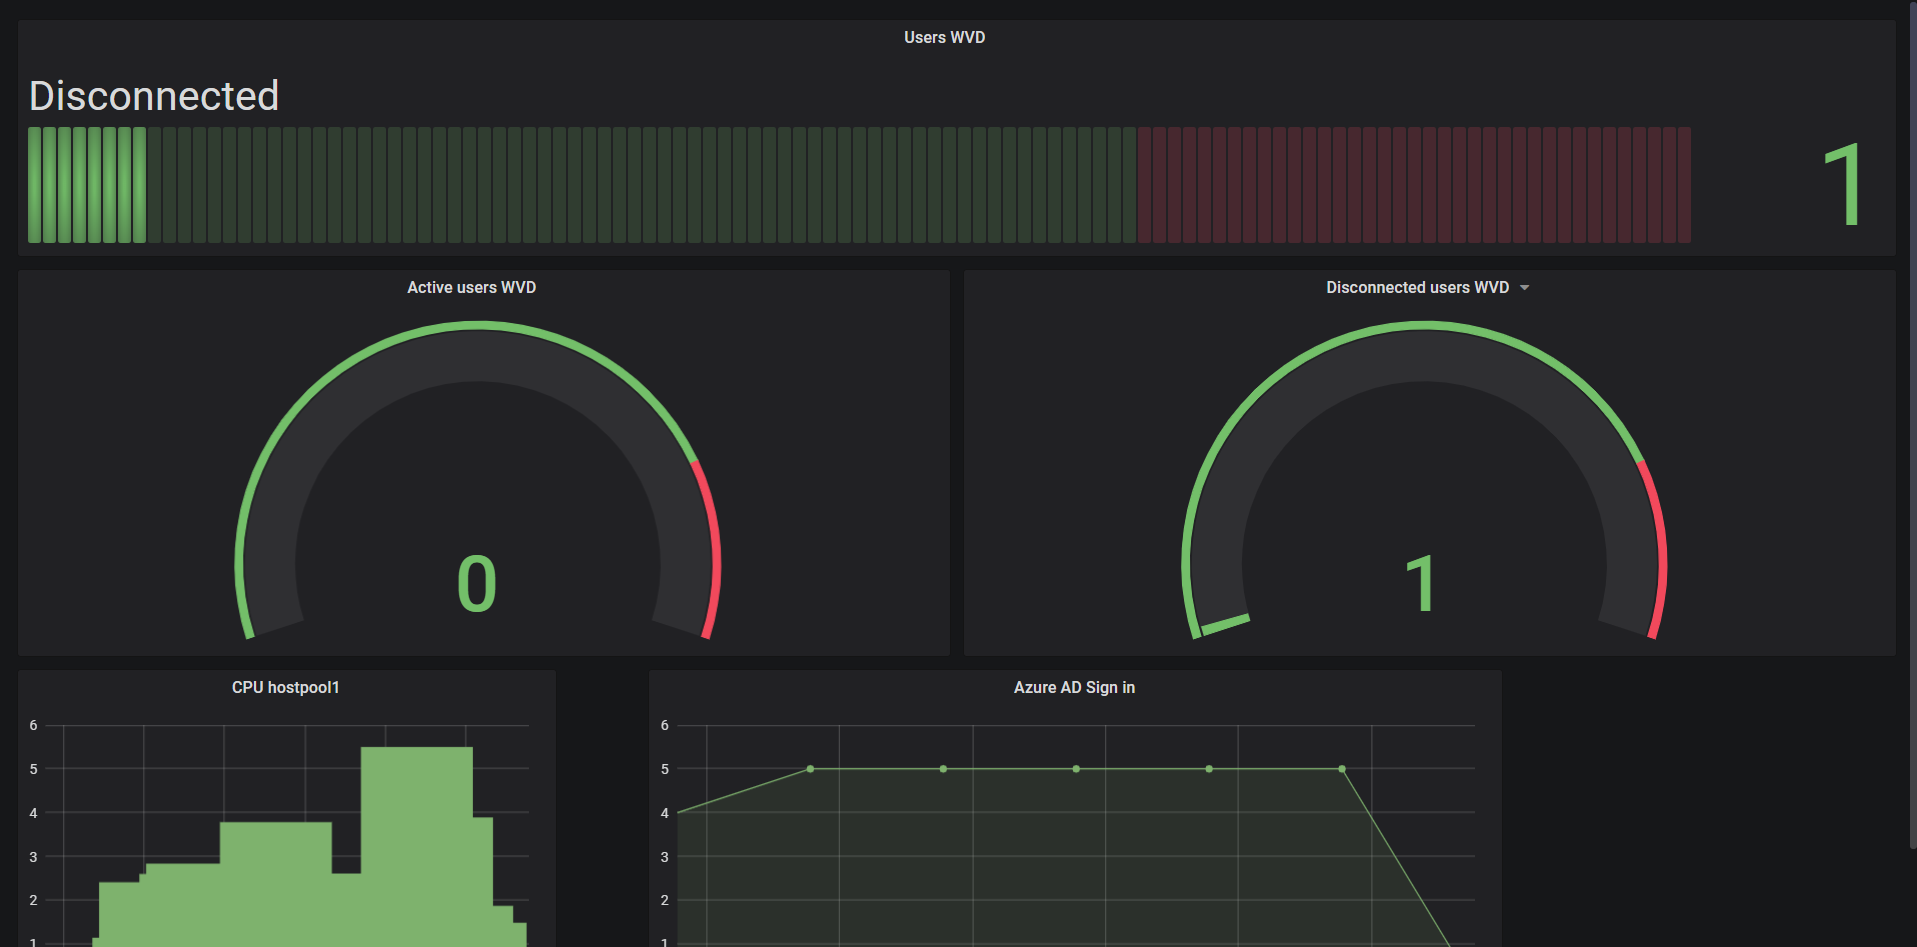 Users WVD
Disconnected
1
Active users WVD
0
Disconnected users WVD
1
CPU hostpool1
6
5
4
3
2
1
Azure AD Sign in
6
5
4
3
2
1